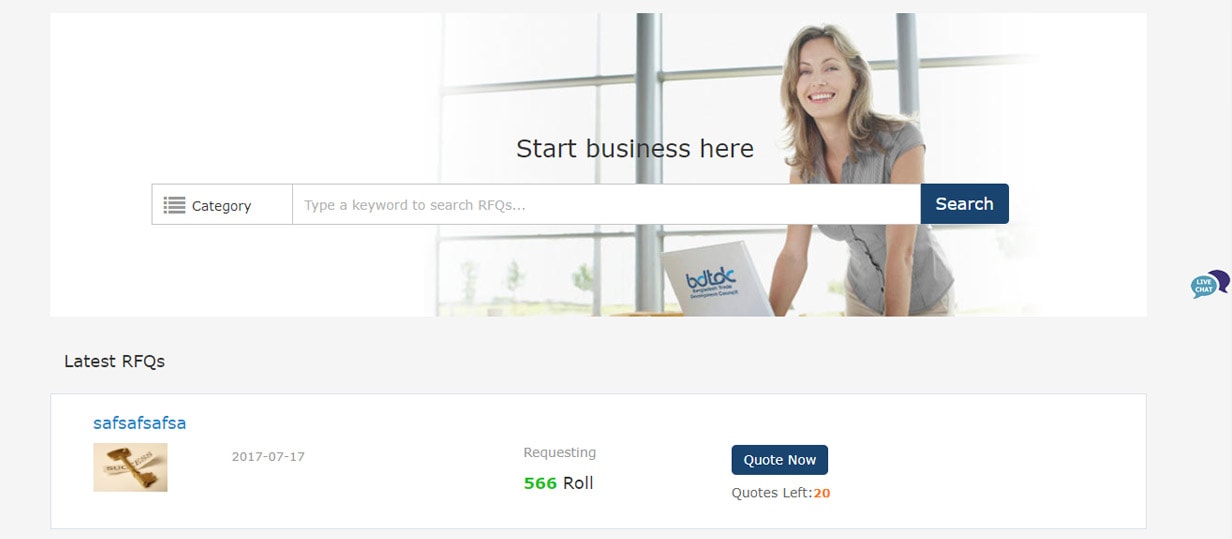 Start business here
Category
Type a keyword to search RFQs...
Search
bdtdc
Bangladesh Trade
Development Council
LIVE
CHAT
Latest RFQs
safsafsafsa
SUCCESS
2017-07-17
Requesting
566 Roll
Quote Now
Quotes Left:20